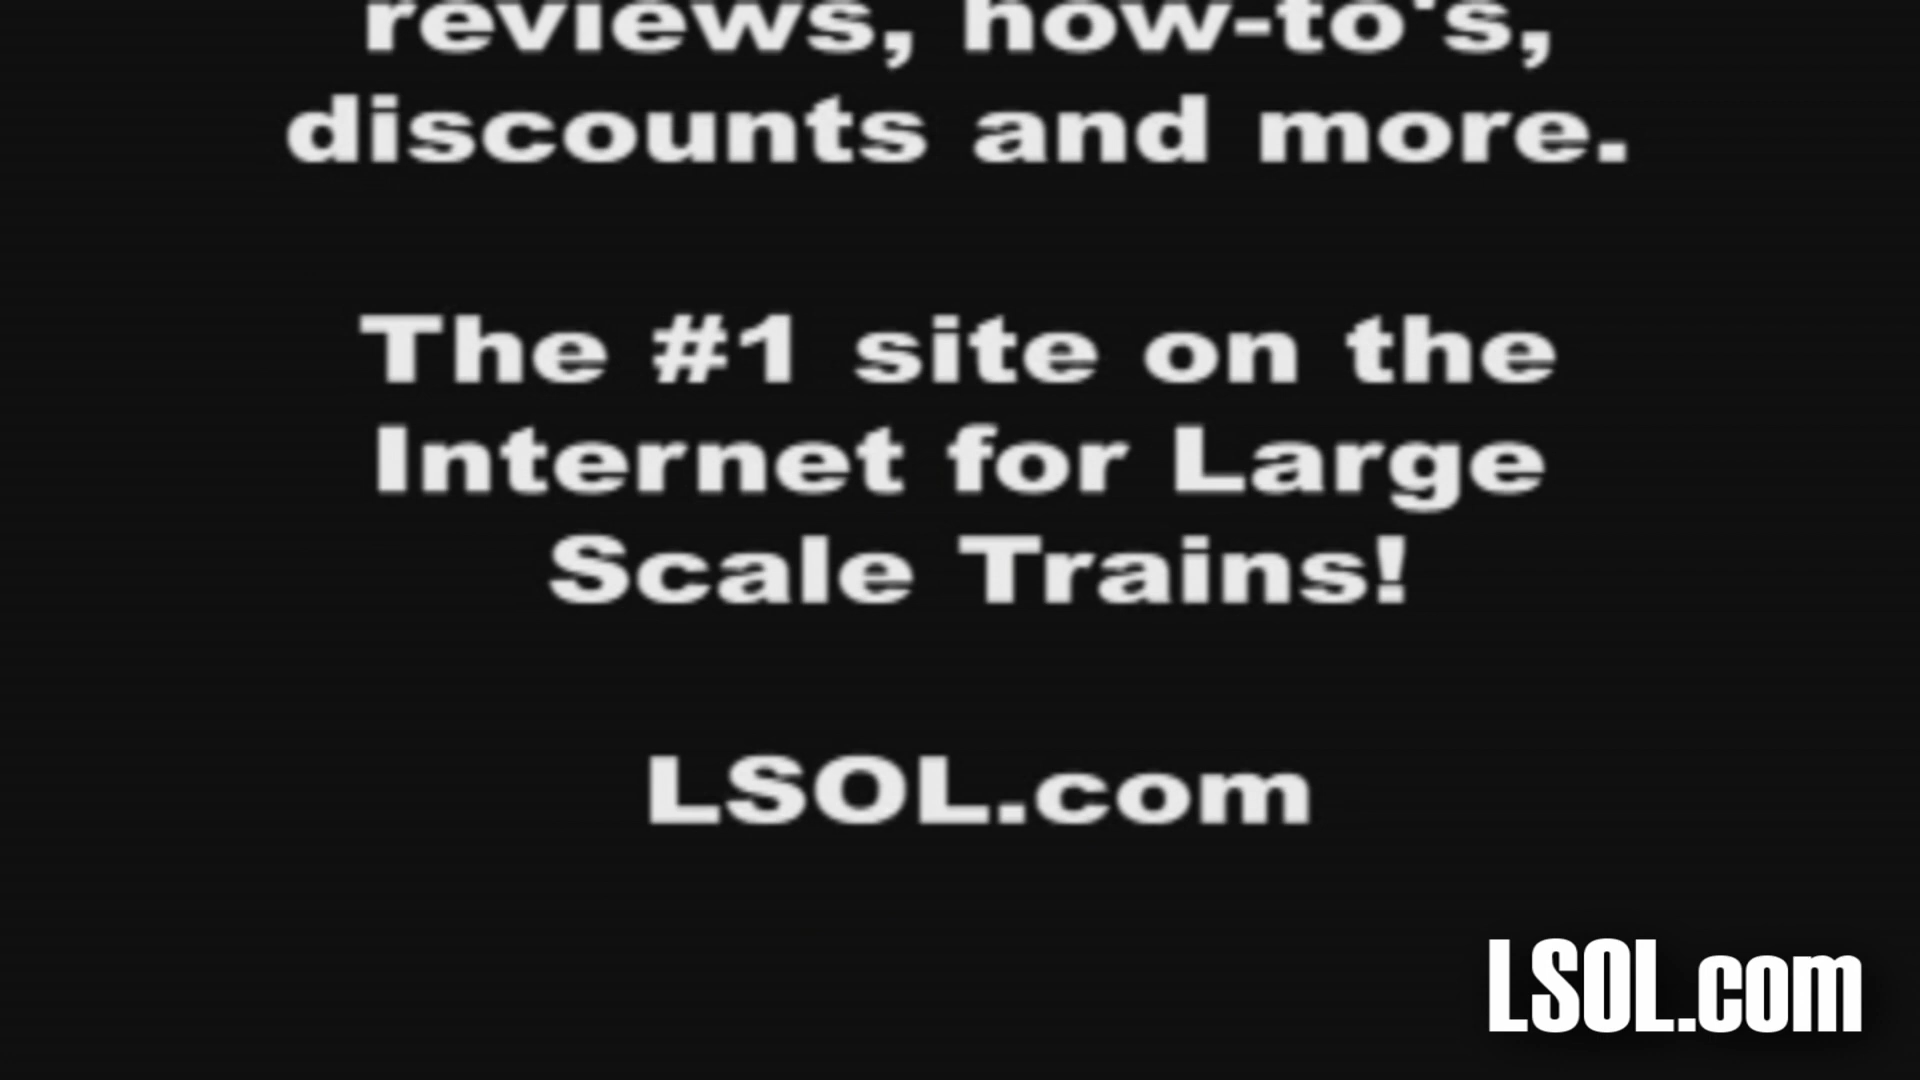 reviews, how-to's,
discounts and more.
The #1 site on the
Internet for Large
Scale Trains!
LSOL.com
LSOL.com